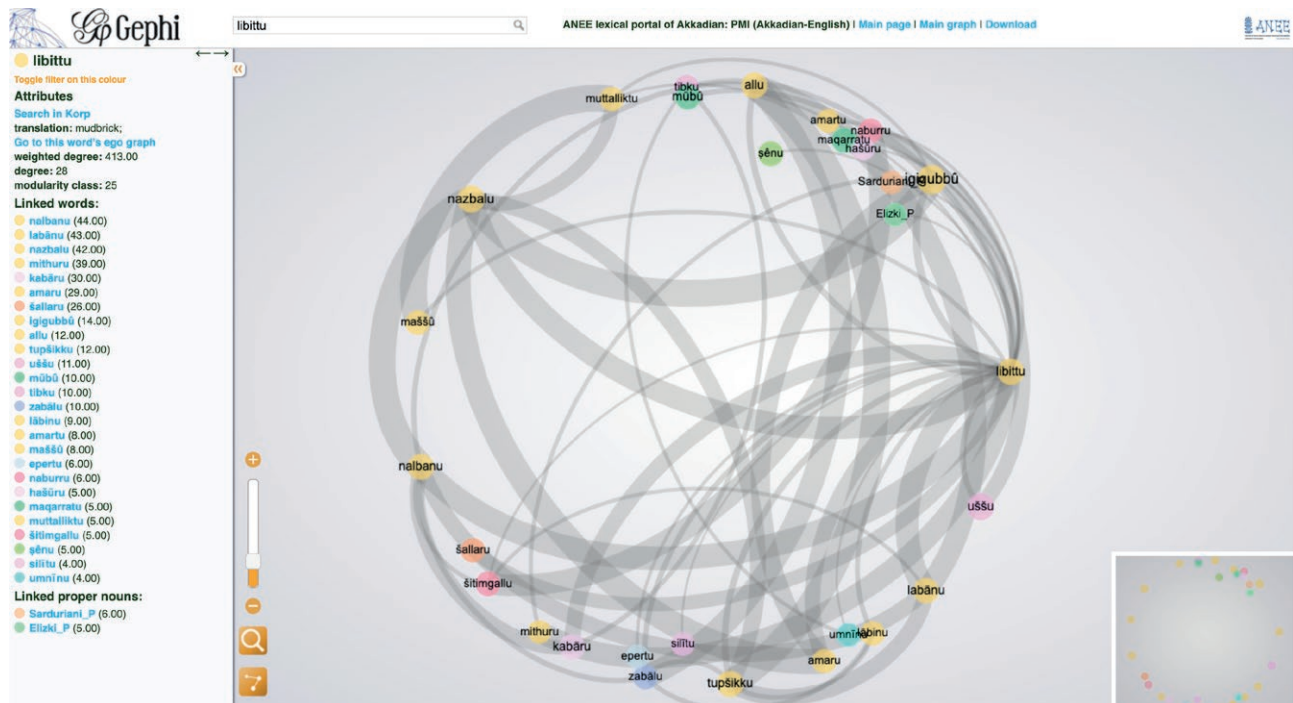 Gephi
libittu
ANEE lexical portal of Akkadian: PMI (Akkadian-English) | Main page | Main graph | Download
ANEE
←→
libittu
Toggle filter on this colour
Attributes
Search in Korp
translation: mudbrick;
Go to this word's ego graph
weighted degree: 413.00
degree: 28
modularity class: 25
Linked words:
nalbanu (44.00)
labānu (43.00)
nazbalu (42.00)
mithuru (39.00)
kabāru (30.00)
amaru (29.00)
šallaru (26.00)
igigubbû (14.00)
allu (12.00)
tupšikku (12.00)
uššu (11.00)
mūbû (10.00)
tibku (10.00)
zabālu (10.00)
lābinu (9.00)
amartu (8.00)
maššû (8.00)
epertu (6.00)
naburru (6.00)
hašūru (5.00)
maqarratu (5.00)
muttalliktu (5.00)
šitimgallu (5.00)
ṣênu (5.00)
silītu (4.00)
umnīnu (4.00)
Linked proper nouns:
Sarduriani_P (6.00)
Elizki_P (5.00)
tibku
allu
muttalliktu
mūbû
amartu
naburru
maqarratu
hašūru
ṣênu
igigubbû
nazbalu
Elizki_P
maššû
libittu
nalbanu
uššu
šallaru
šitimgallu
labānu
mithuru
kabāru
silītu
lābinu
epertu
amaru
zabālu
tupšikku